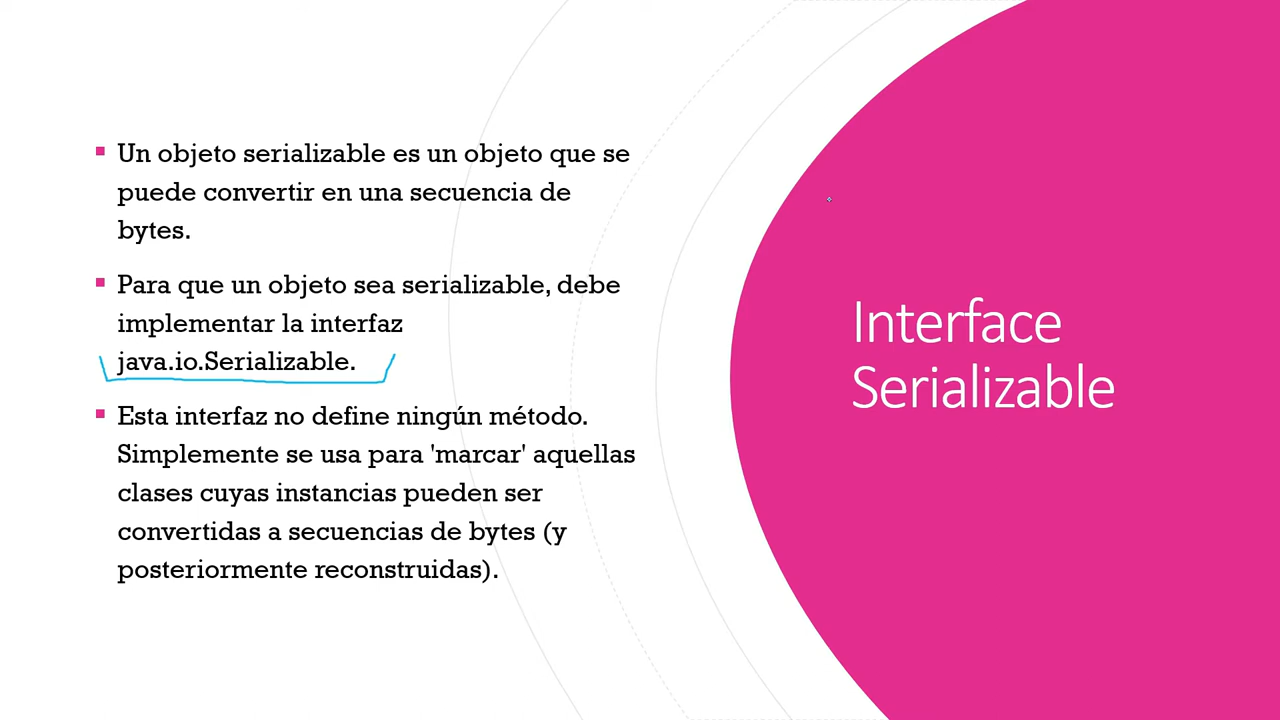 Un objeto serializable es un objeto que se
puede convertir en una secuencia de
bytes.
Para que un objeto sea serializable, debe
implementar la interfaz
java.io.Serializable.
Esta interfaz no define ningún método.
Simplemente se usa para 'marcar' aquellas
clases cuyas instancias pueden ser
convertidas a secuencias de bytes (y
posteriormente reconstruidas).
Interface
Serializable